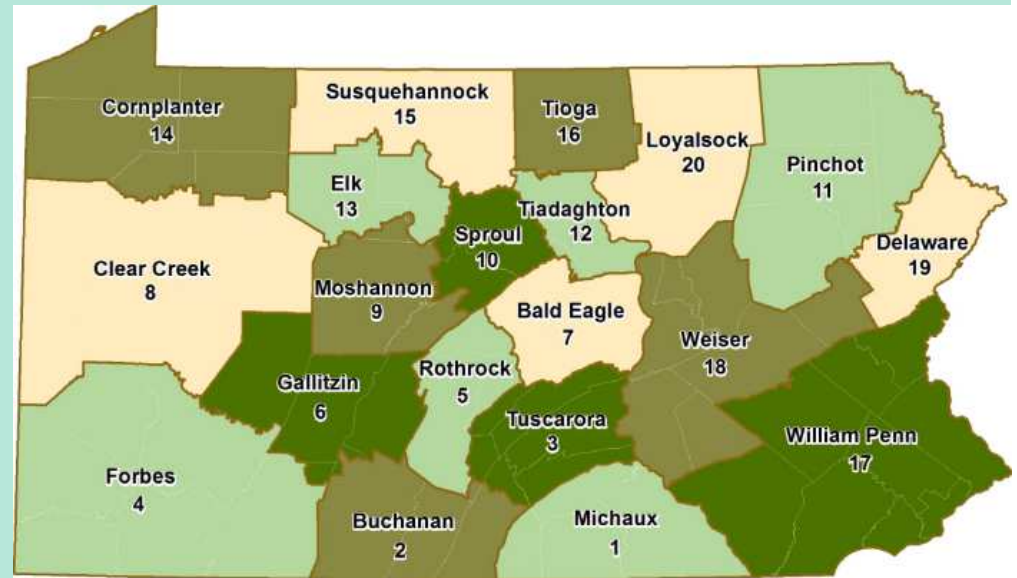 Cornplanter
14
Susquehannock
15
Tioga
16
Loyalsock
20
Pinchot
11
Elk
13
Tiadaghton
12
Sproul
10
Delaware
19
Clear Creek
8
Moshannon
9
Bald Eagle
7
Weiser
18
Rothrock
5
Gallitzin
6
Tuscarora
3
William Penn
17
Forbes
4
Buchanan
2
Michaux
1